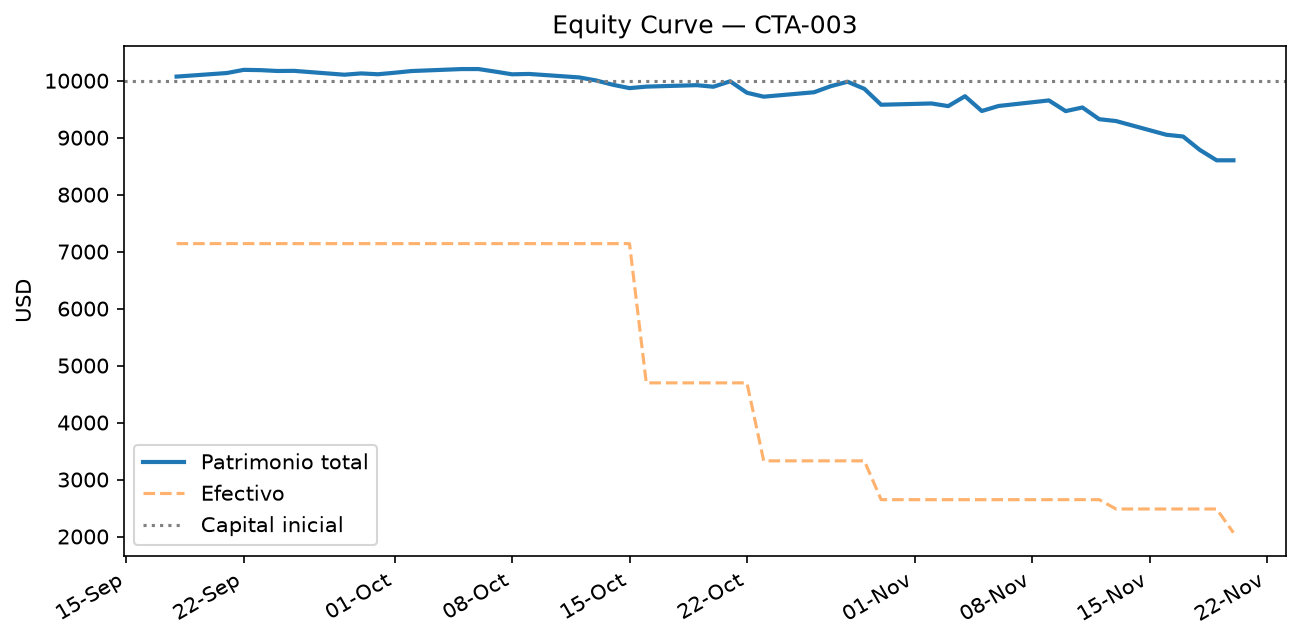 Equity Curve — CTA-003
USD
10000
9000
8000
7000
6000
5000
4000
3000
2000
Patrimonio total
Efectivo
Capital inicial
15-Sep
22-Sep
01-Oct
08-Oct
15-Oct
22-Oct
01-Nov
08-Nov
15-Nov
22-Nov